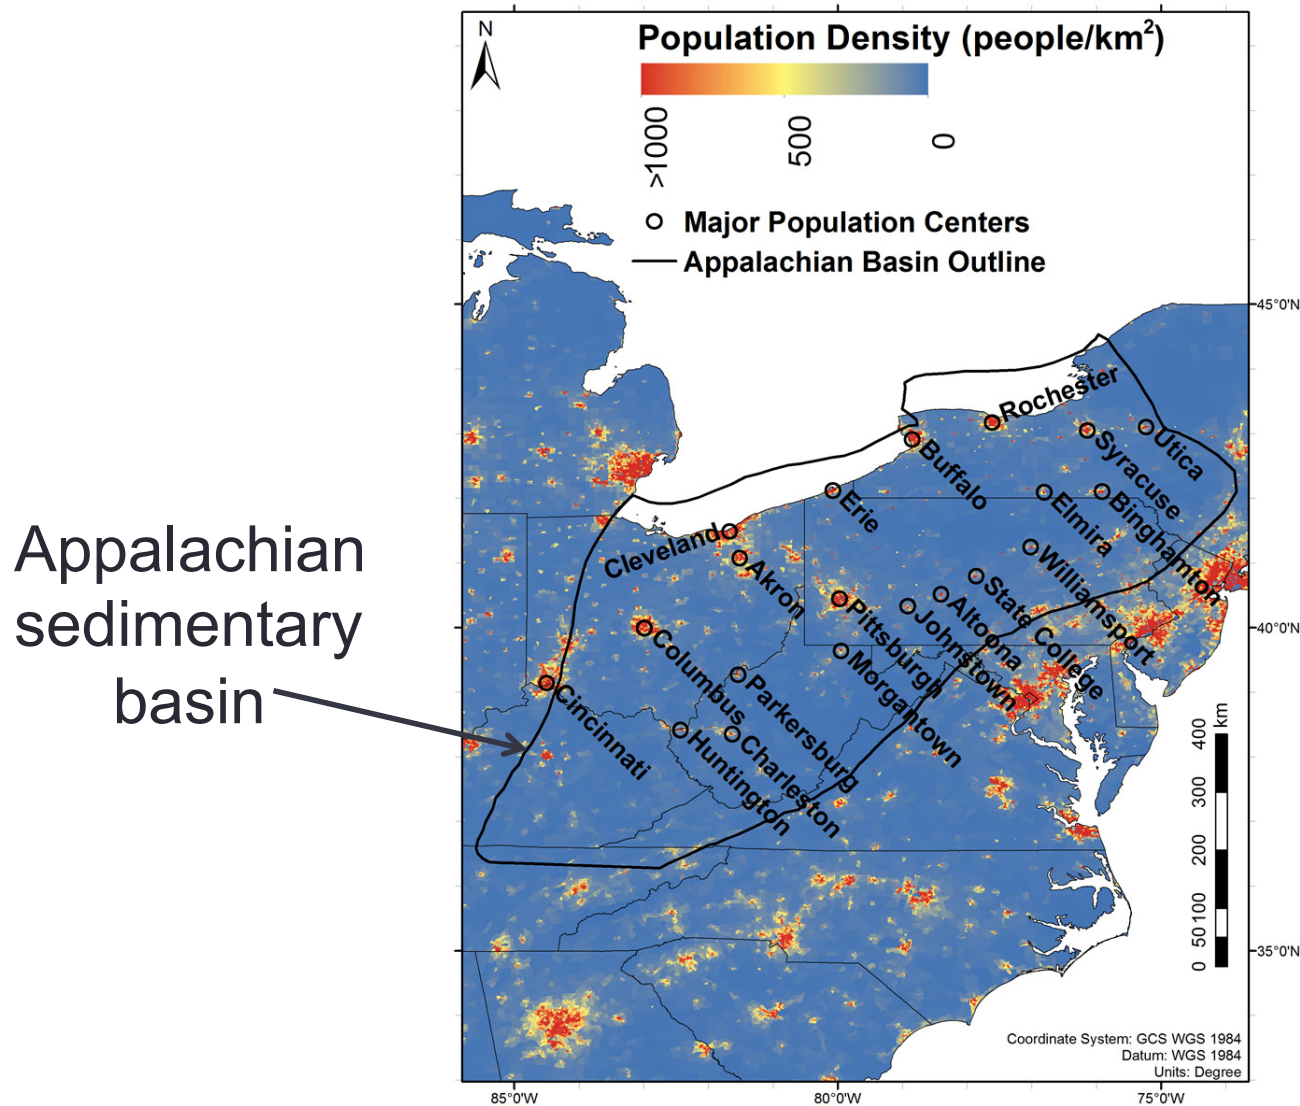 Appalachian
sedimentary
basin
N
Population Density (people/km²)
>1000
500
0
Major Population Centers
Appalachian Basin Outline
45°0'N
40°0'N
35°0'N
85°0'W
80°0'W
75°0'W
Rochester
Utica
Syracuse
Buffalo
Binghamton
Elmira
Erie
Cleveland
Akron
Williamsport
State College
Altoona
Johnstown
Pittsburgh
Columbus
Morgantown
Parkersburg
Cincinnati
Huntington
Charleston
0 50 100 200 300 400 km
Coordinate System: GCS WGS 1984
Datum: WGS 1984
Units: Degree